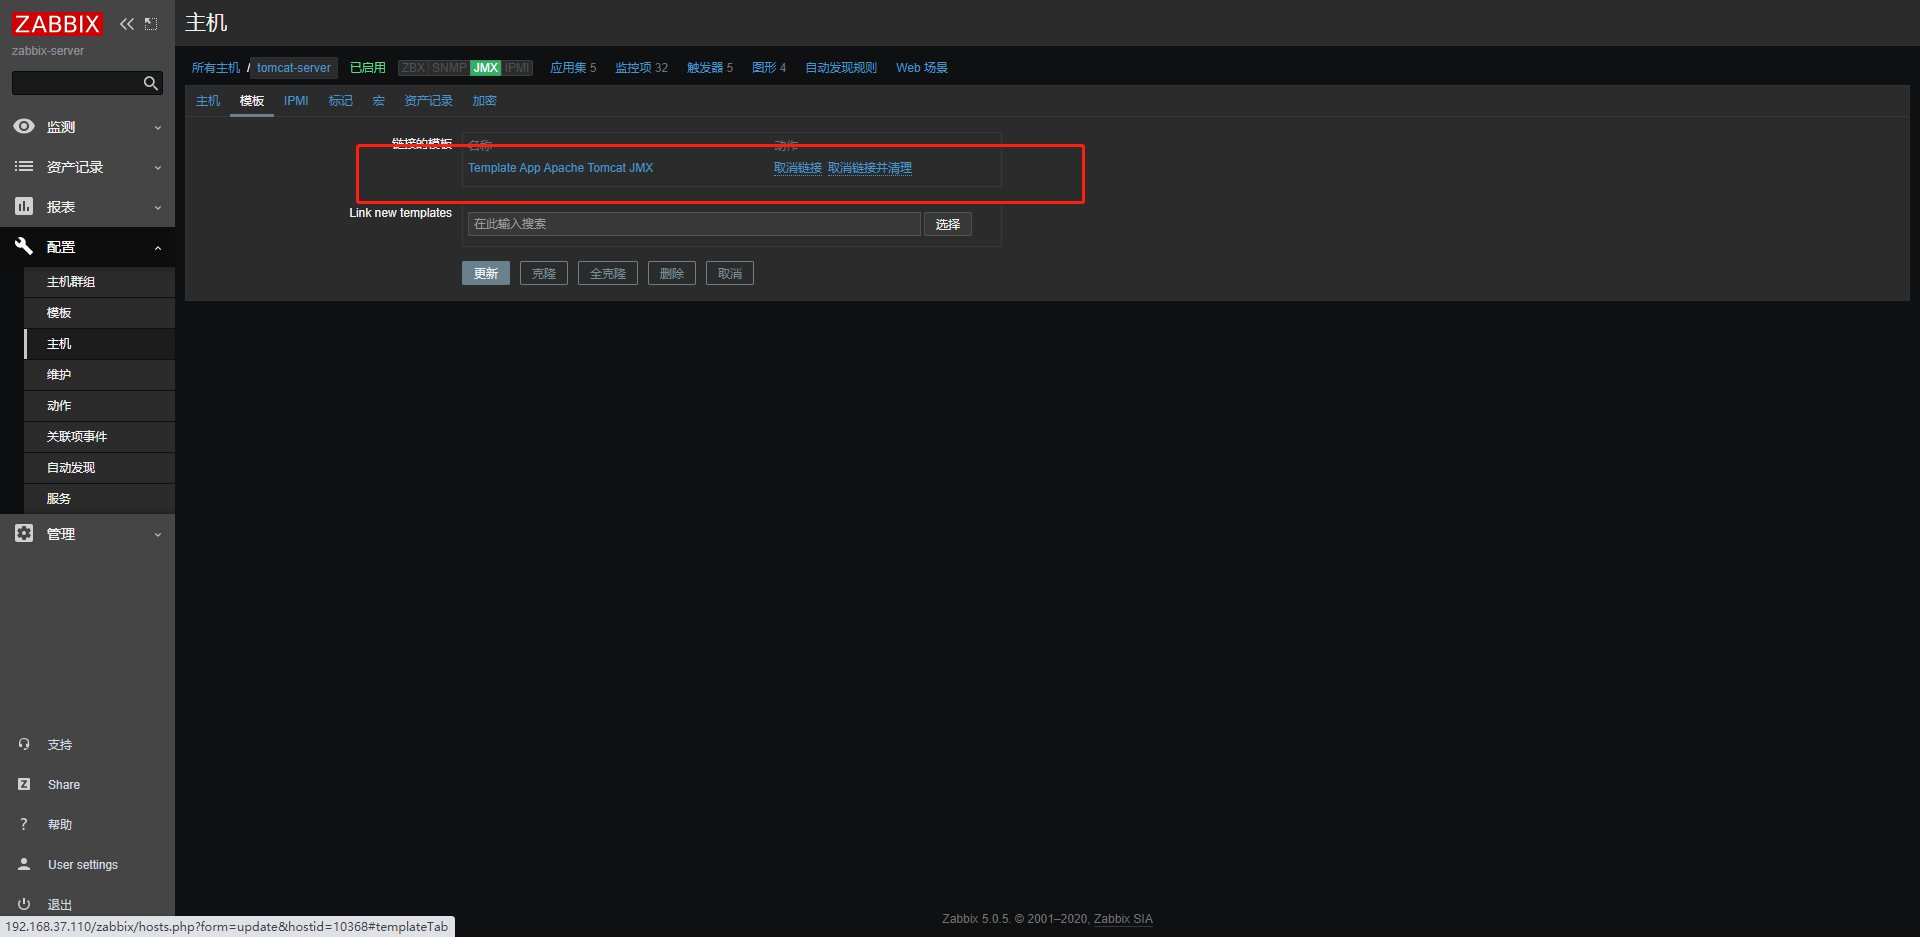 ZABBIX
zabbix-server
监测
资产记录
报表
配置
主机群组
模板
主机
维护
动作
关联项事件
自动发现
服务
管理
支持
Share
帮助
User settings
退出
192.168.37.110/zabbix/hosts.php?form=update&hostid=10368#templateTab
主机
所有主机 / tomcat-server 已启用 ZBX SNMP JMX IPMI 应用集 5 监控项 32 触发器 5 图形 4 自动发现规则 Web 场景
主机 模板 IPMI 标记 宏 资产记录 加密
链接的模板 名称 动作
Template App Apache Tomcat JMX 取消链接 取消链接并清理
Link new templates 在此输入搜索 选择
更新 克隆 全克隆 删除 取消
Zabbix 5.0.5. © 2001–2020, Zabbix SIA